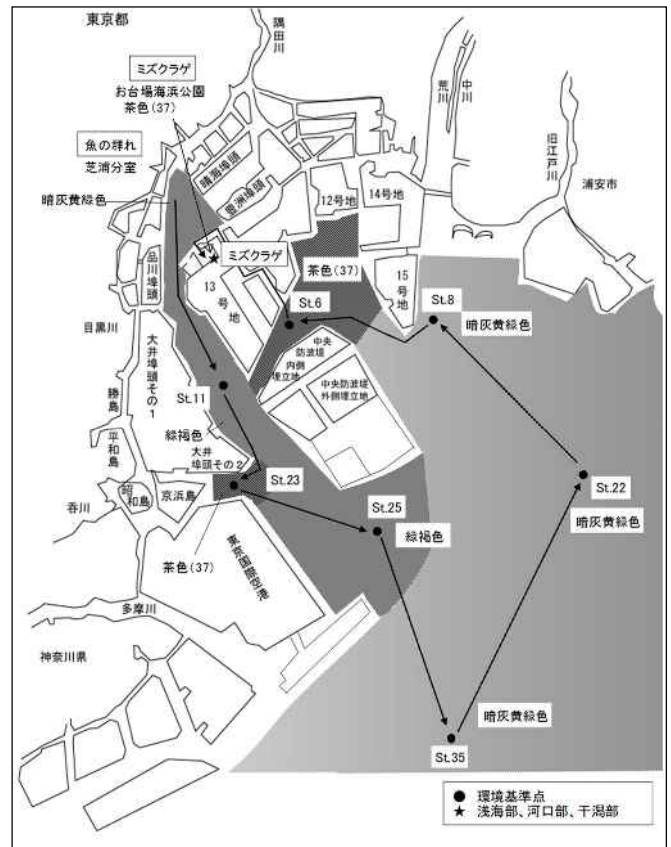 東京都
隅田川
ミズクラゲ
お台場海浜公園
茶色(37)
荒川
中川
旧江戸川
浦安市
魚の群れ
芝浦分室
晴海埠頭
豊洲埠頭
12号地
14号地
暗灰黄緑色
ミズクラゲ
茶色(37)
15号地
品川埠頭
13号地
St.6
St.8
暗灰黄緑色
目黒川
大井埠頭その1
中央防波堤内側埋立地
中央防波堤外側埋立地
St.11
勝島
緑褐色
大井埠頭その2
平和島
St.23
St.22
暗灰黄緑色
昭和島
京浜島
呑川
St.25
緑褐色
茶色(37)
東京国際空港
多摩川
神奈川県
暗灰黄緑色
St.35
● 環境基準点
★ 浅海部、河口部、干潟部